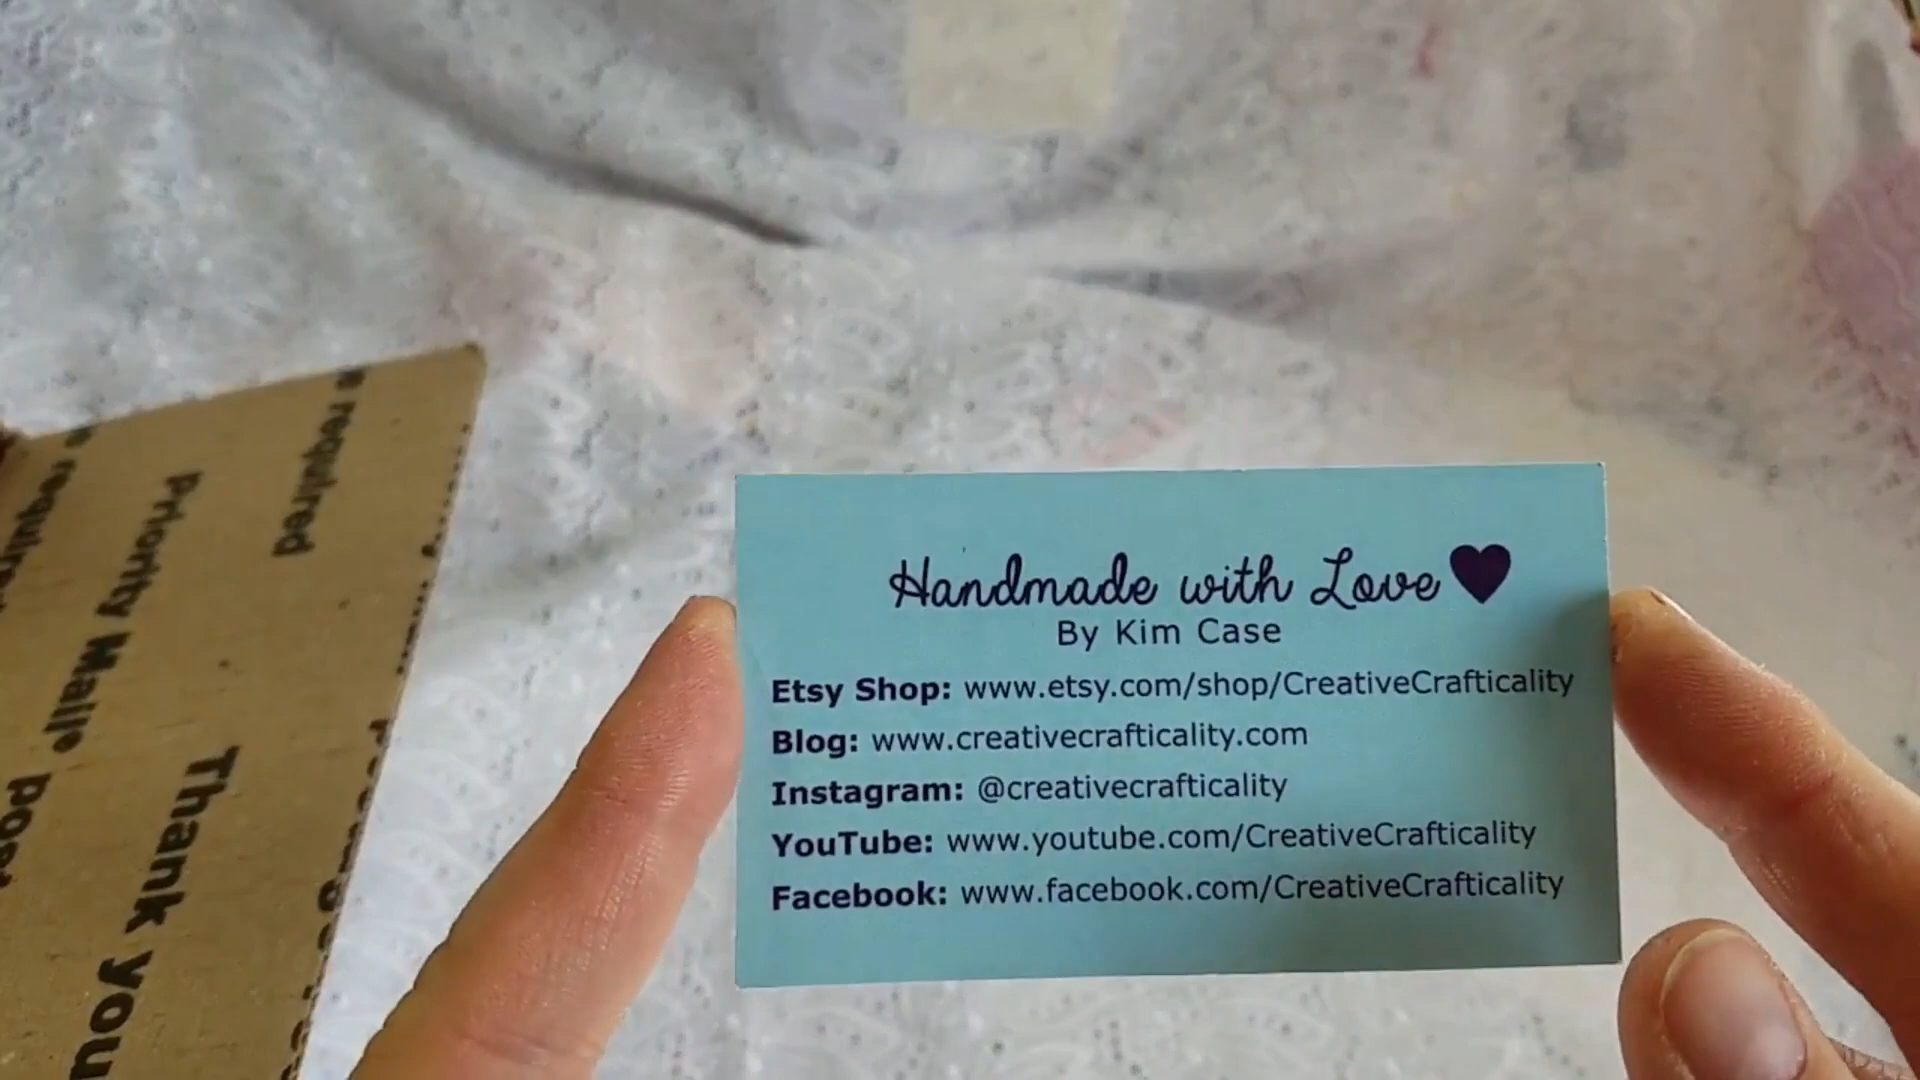 Handmade with Love
By Kim Case
Etsy Shop: www.etsy.com/shop/CreativeCrafticality
Blog: www.creativecrafticality.com
Instagram: @creativecrafticality
YouTube: www.youtube.com/CreativeCrafticality
Facebook: www.facebook.com/CreativeCrafticality
required
Priority Mail®
Thank you